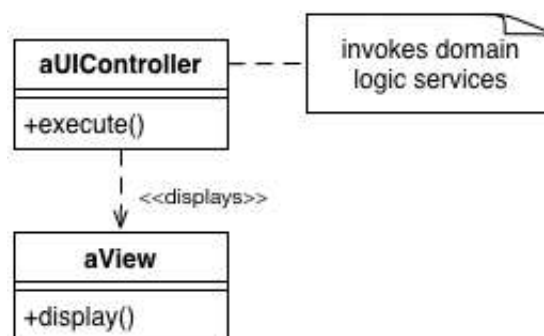 aUIController
+execute()
invokes domain
logic services
<<displays>>
aView
+display()